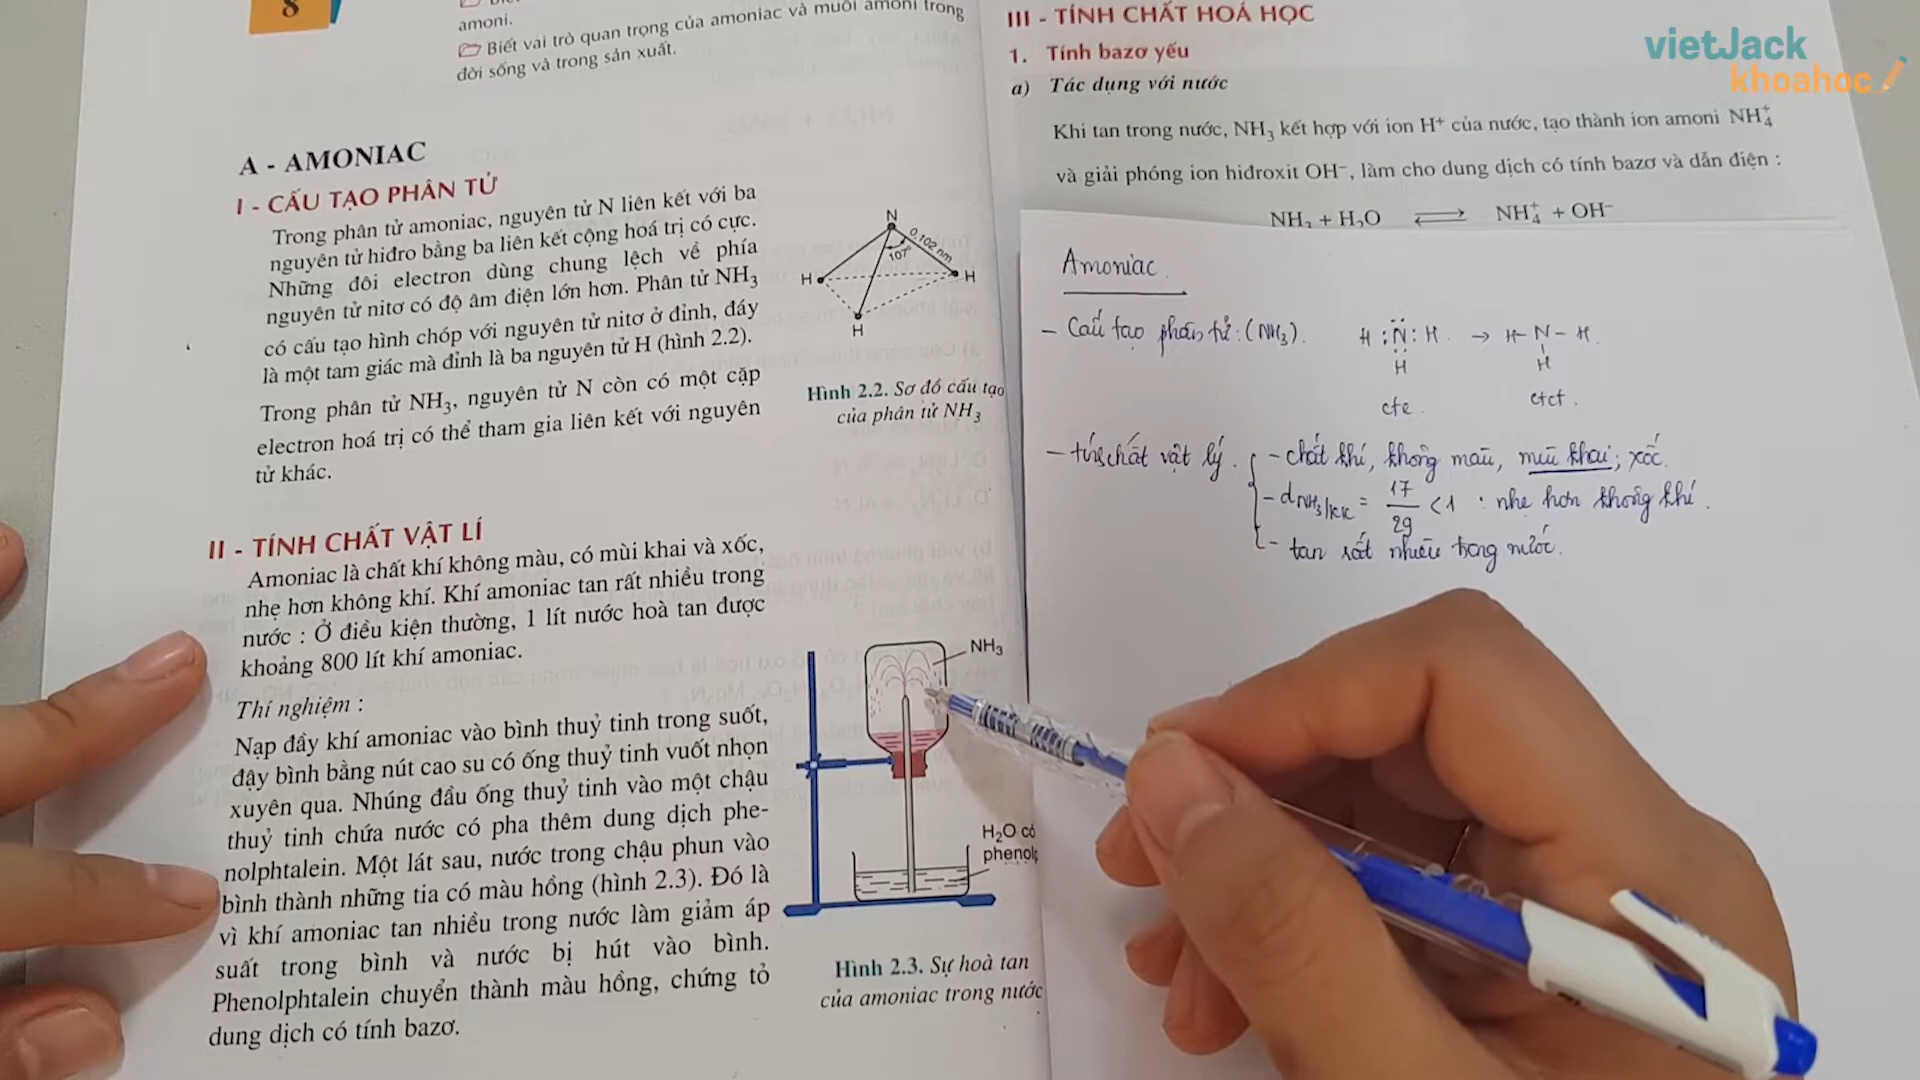 8
amoni.
Biết vai trò quan trọng của amoniac và muối amoni trong
đời sống và trong sản xuất.
A - AMONIAC
I - CẤU TẠO PHÂN TỬ
Trong phân tử amoniac, nguyên tử N liên kết với ba
nguyên tử hiđro bằng ba liên kết cộng hoá trị có cực.
Những đôi electron dùng chung lệch về phía
nguyên tử nitơ có độ âm điện lớn hơn. Phân tử NH₃
có cấu tạo hình chóp với nguyên tử nitơ ở đỉnh, đáy
là một tam giác mà đỉnh là ba nguyên tử H (hình 2.2).
Trong phân tử NH₃, nguyên tử N còn có một cặp
electron hoá trị có thể tham gia liên kết với nguyên
tử khác.
N
0,102 nm
107°
H
H
H
Hình 2.2. Sơ đồ cấu tạo
của phân tử NH₃
II - TÍNH CHẤT VẬT LÍ
Amoniac là chất khí không màu, có mùi khai và xốc,
nhẹ hơn không khí. Khí amoniac tan rất nhiều trong
nước : Ở điều kiện thường, 1 lít nước hoà tan được
khoảng 800 lít khí amoniac.
Thí nghiệm :
Nạp đầy khí amoniac vào bình thuỷ tinh trong suốt,
đậy bình bằng nút cao su có ống thuỷ tinh vuốt nhọn
xuyên qua. Nhúng đầu ống thuỷ tinh vào một chậu
thuỷ tinh chứa nước có pha thêm dung dịch phe-
nolphtalein. Một lát sau, nước trong chậu phun vào
bình thành những tia có màu hồng (hình 2.3). Đó là
vì khí amoniac tan nhiều trong nước làm giảm áp
suất trong bình và nước bị hút vào bình.
Phenolphtalein chuyển thành màu hồng, chứng tỏ
dung dịch có tính bazơ.
NH₃
H₂O có
phenol
Hình 2.3. Sự hoà tan
của amoniac trong nước
III - TÍNH CHẤT HOÁ HỌC
1. Tính bazơ yếu
a) Tác dụng với nước
Khi tan trong nước, NH₃ kết hợp với ion H⁺ của nước, tạo thành ion amoni NH₄⁺
và giải phóng ion hiđroxit OH⁻, làm cho dung dịch có tính bazơ và dẫn điện :
NH₃ + H₂O ⇌ NH₄⁺ + OH⁻
Amoniac.
- Cấu tạo phân tử: (NH₃). H : N : H. → H - N - H.
H H
cte. ctct.
- tính chất vật lý. - chất khí, không màu, mùi khai; xốc.
- dNH₃/KK = 17/29 < 1 : nhẹ hơn không khí.
- tan rất nhiều trong nước.
vietJack
khoahoc